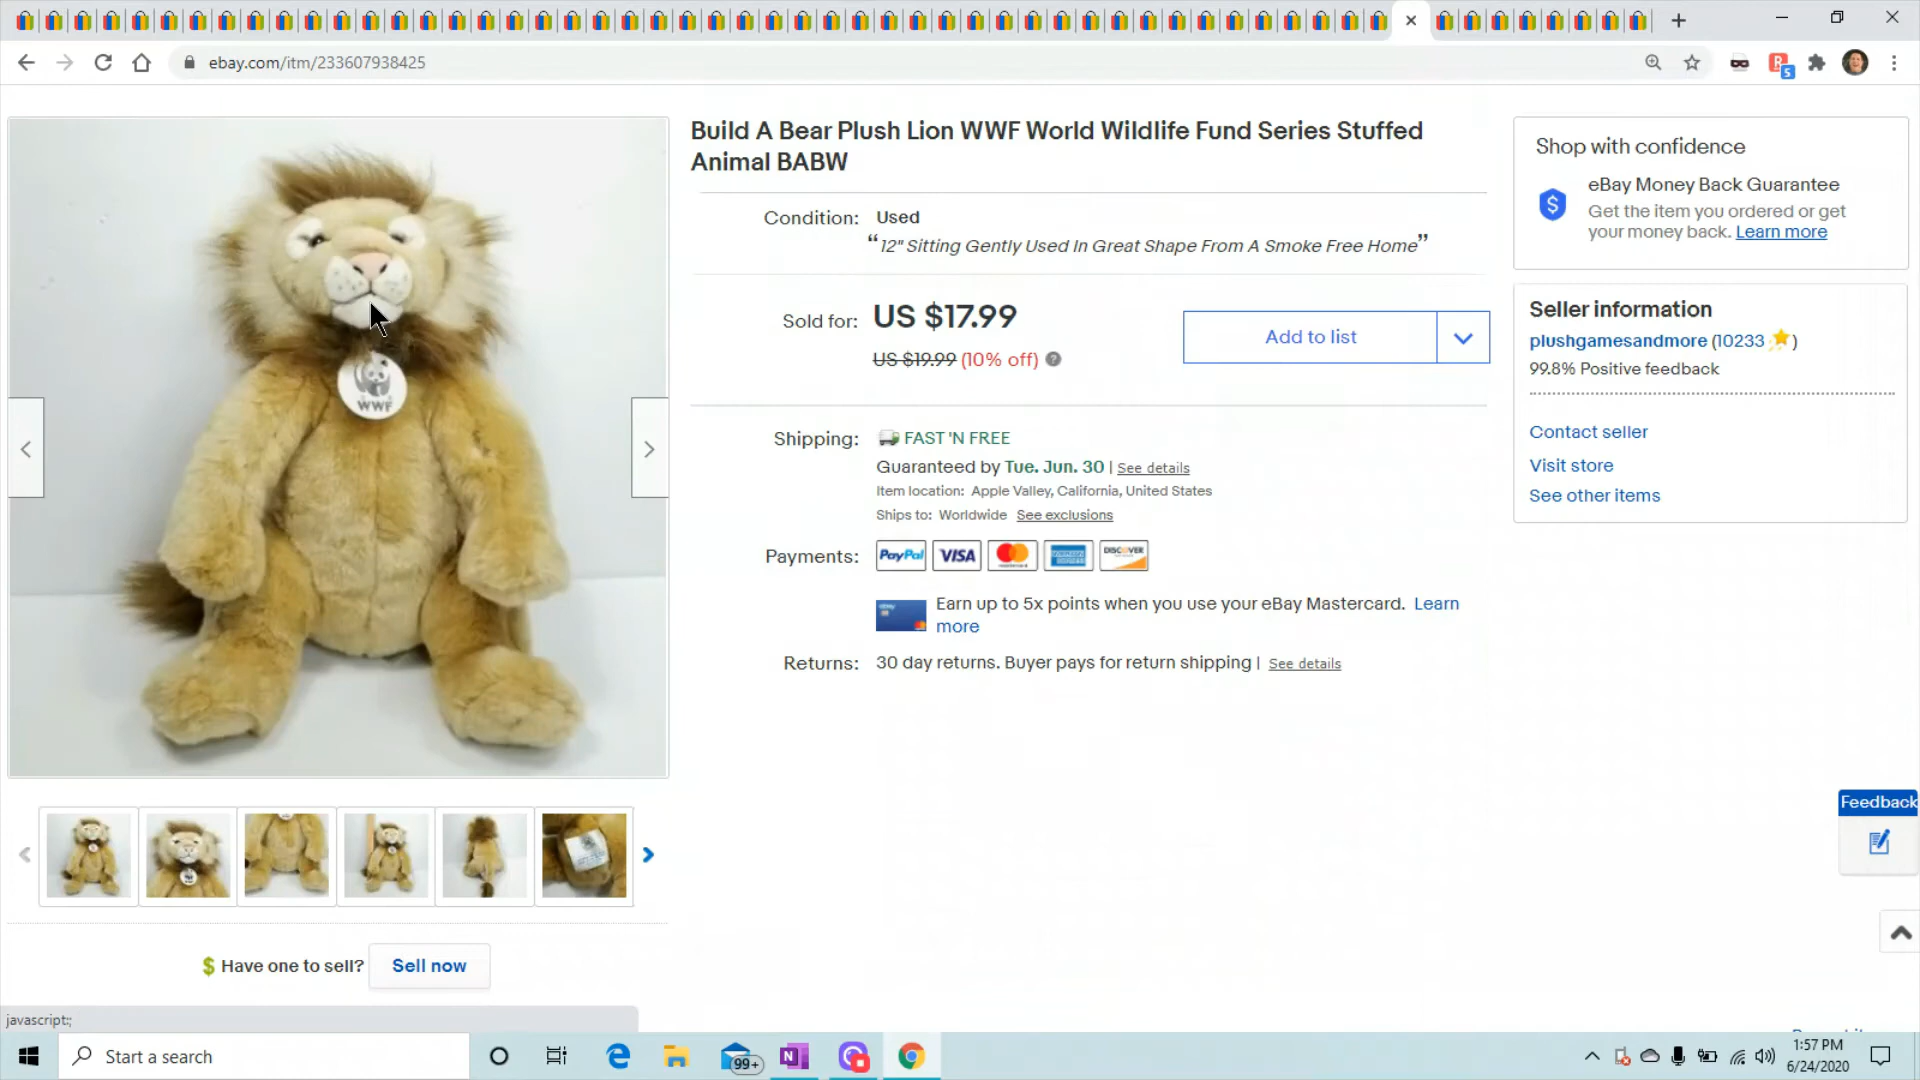 ebay.com/itm/233607938425
5
Build A Bear Plush Lion WWF World Wildlife Fund Series Stuffed
Animal BABW
Condition: Used
“12" Sitting Gently Used In Great Shape From A Smoke Free Home”
Sold for: US $17.99
US $19.99 (10% off)
Add to list
Shipping: FAST 'N FREE
Guaranteed by Tue. Jun. 30 | See details
Item location: Apple Valley, California, United States
Ships to: Worldwide See exclusions
Payments: PayPal VISA DISCOVER
Earn up to 5x points when you use your eBay Mastercard. Learn
more
Returns: 30 day returns. Buyer pays for return shipping | See details
Shop with confidence
eBay Money Back Guarantee
Get the item you ordered or get
your money back. Learn more
Seller information
plushgamesandmore (10233 )
99.8% Positive feedback
Contact seller
Visit store
See other items
WWF
Feedback
$ Have one to sell? Sell now
javascript:;
Start a search
99+
1:57 PM
6/24/2020